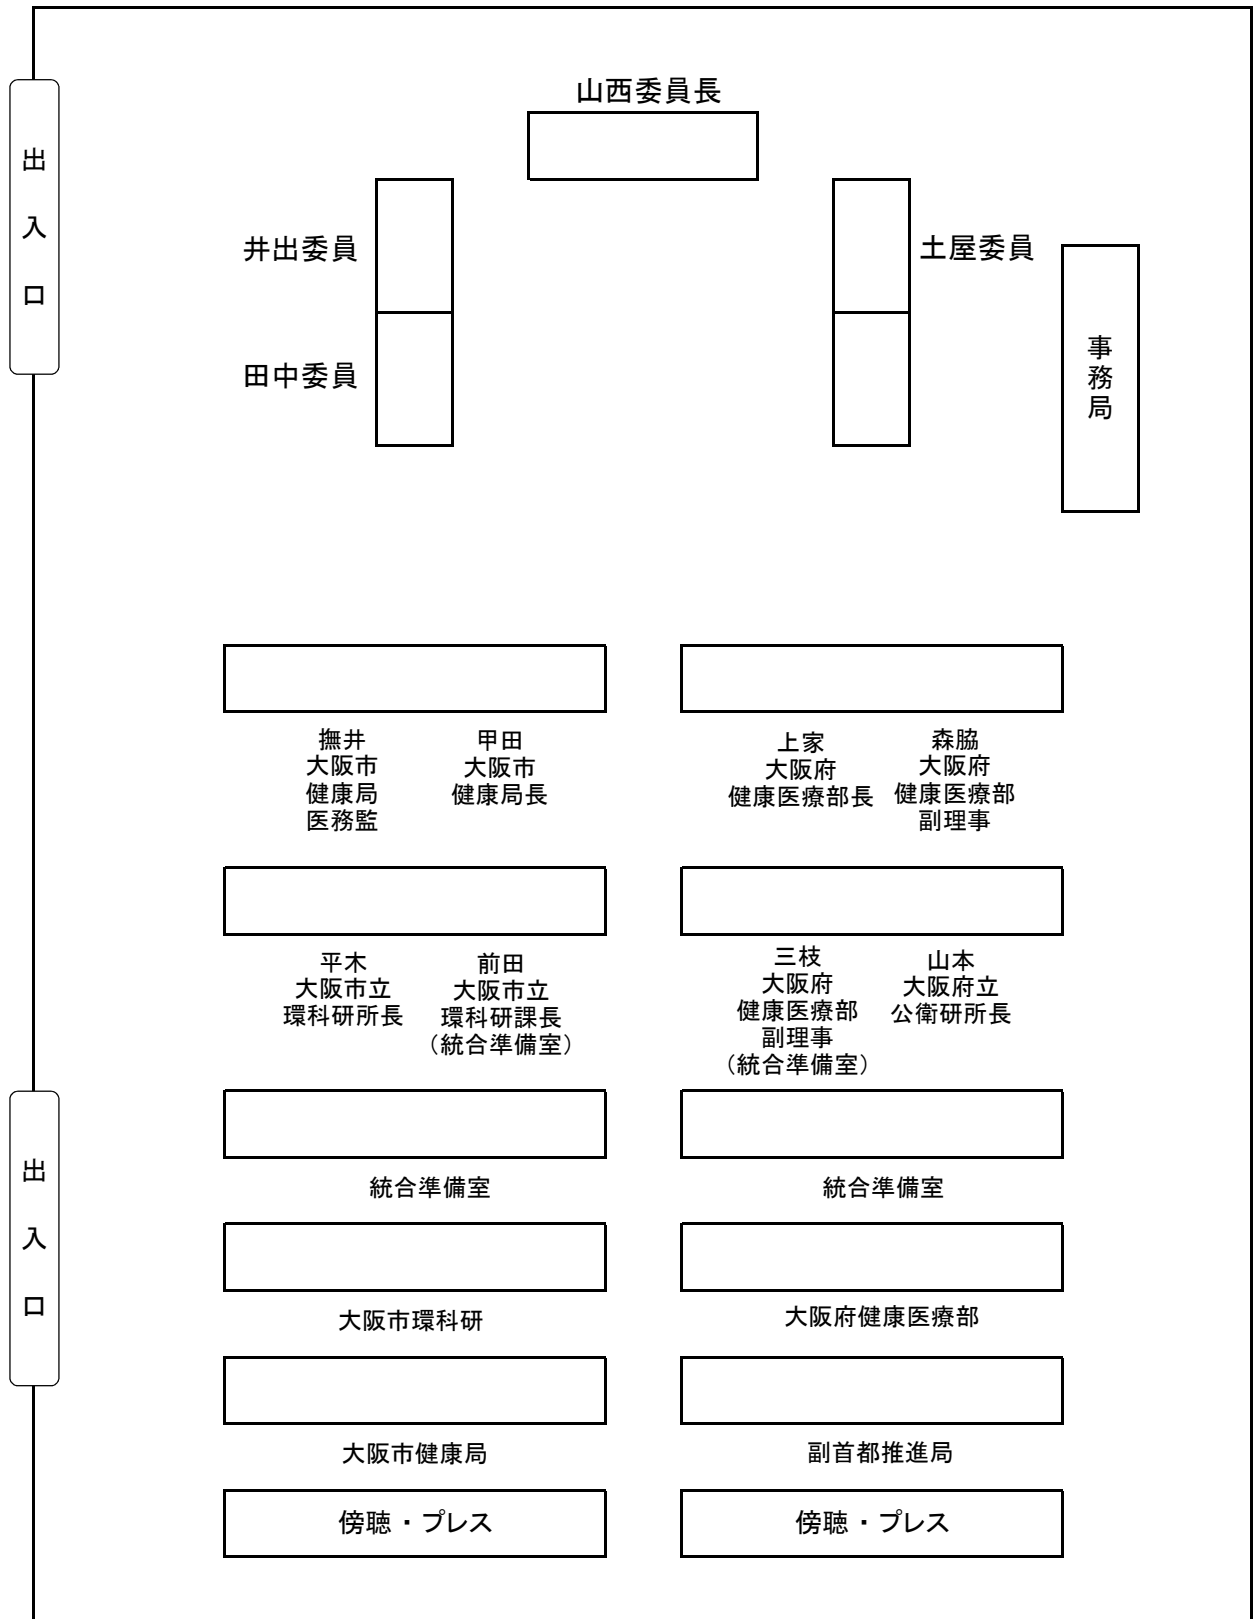 山西委員長
出入口
井出委員
土屋委員
田中委員
事務局
撫井
大阪市
健康局
医務監
甲田
大阪市
健康局長
上家
大阪府
健康医療部長
森脇
大阪府
健康医療部
副理事
平木
大阪市立
環科研所長
前田
大阪市立
環科研課長
（統合準備室）
三枝
大阪府
健康医療部
副理事
（統合準備室）
山本
大阪府立
公衛研所長
出入口
統合準備室
統合準備室
大阪市環科研
大阪府健康医療部
大阪市健康局
副首都推進局
傍聴・プレス
傍聴・プレス